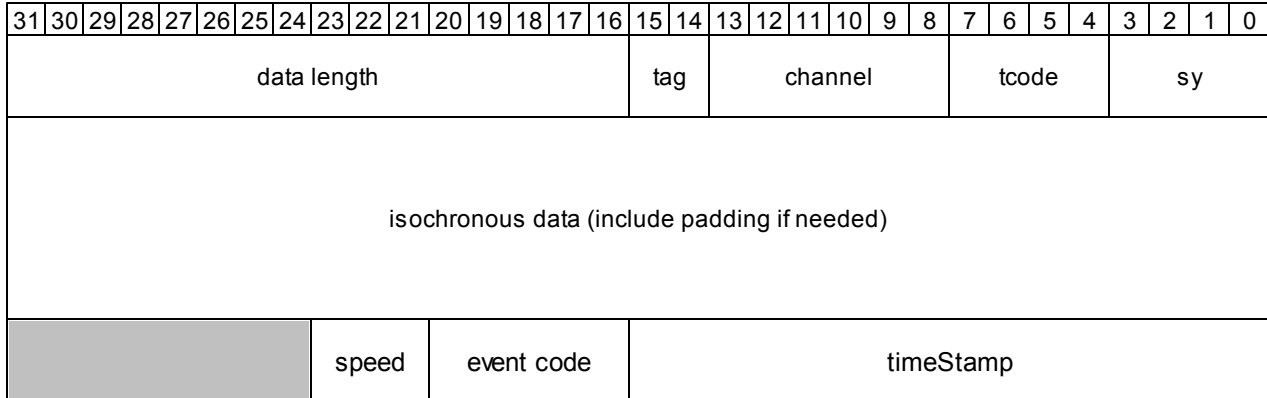 31 30 29 28 27 26 25 24 23 22 21 20 19 18 17 16 15 14 13 12 11 10 9 8 7 6 5 4 3 2 1 0
data length tag channel tcode sy
isochronous data (include padding if needed)
speed event code timeStamp